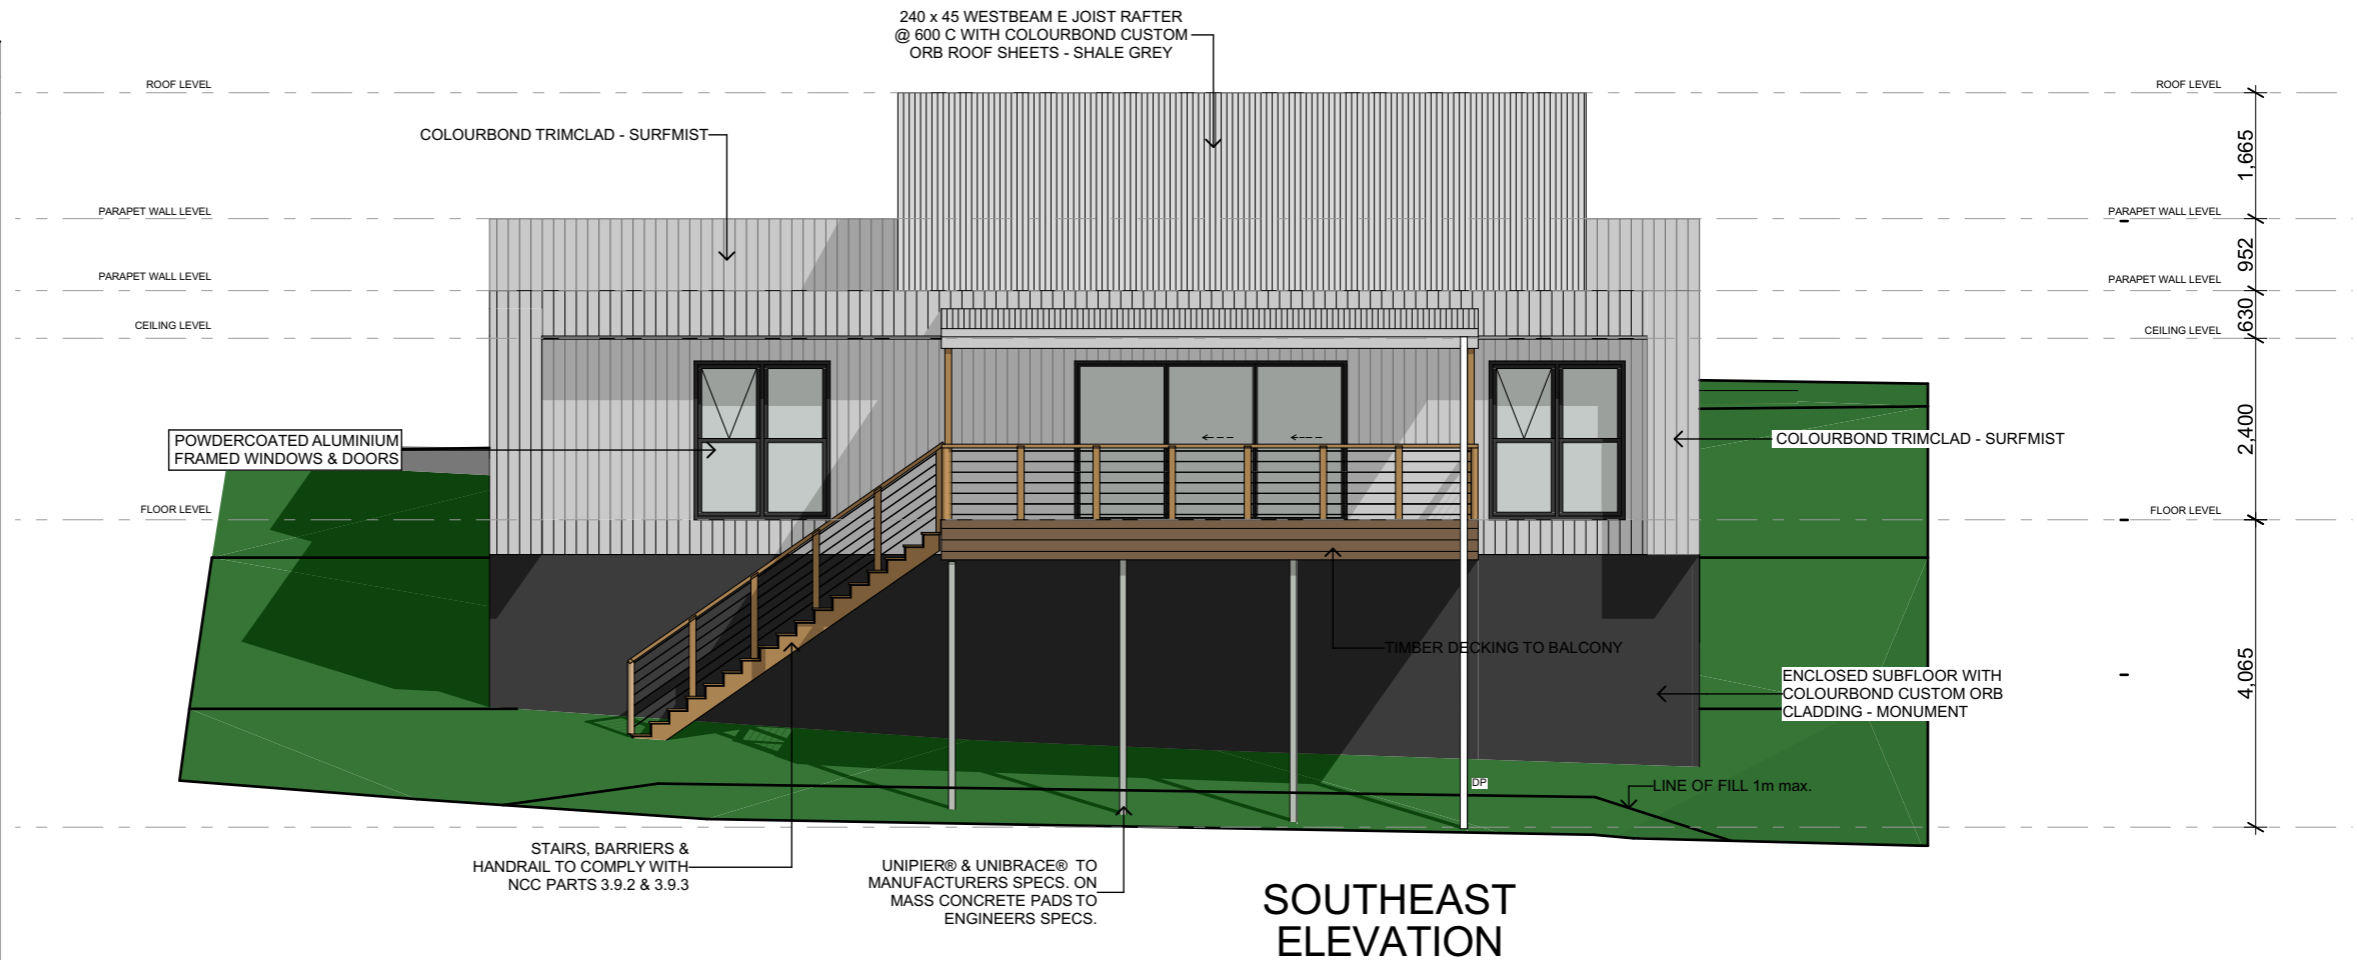 240 x 45 WESTBEAM E JOIST RAFTER
@ 600 C WITH COLOURBOND CUSTOM
ORB ROOF SHEETS - SHALE GREY
ROOF LEVEL
ROOF LEVEL
COLOURBOND TRIMCLAD - SURFMIST
1,665
PARAPET WALL LEVEL
PARAPET WALL LEVEL
952
PARAPET WALL LEVEL
PARAPET WALL LEVEL
630
CEILING LEVEL
CEILING LEVEL
2,400
POWDERCOATED ALUMINIUM
FRAMED WINDOWS & DOORS
COLOURBOND TRIMCLAD - SURFMIST
FLOOR LEVEL
FLOOR LEVEL
TIMBER DECKING TO BALCONY
4,065
ENCLOSED SUBFLOOR WITH
COLOURBOND CUSTOM ORB
CLADDING - MONUMENT
DP
LINE OF FILL 1m max.
STAIRS, BARRIERS &
HANDRAIL TO COMPLY WITH
NCC PARTS 3.9.2 & 3.9.3
UNIPIER® & UNIBRACE® TO
MANUFACTURERS SPECS. ON
MASS CONCRETE PADS TO
ENGINEERS SPECS.
SOUTHEAST
ELEVATION